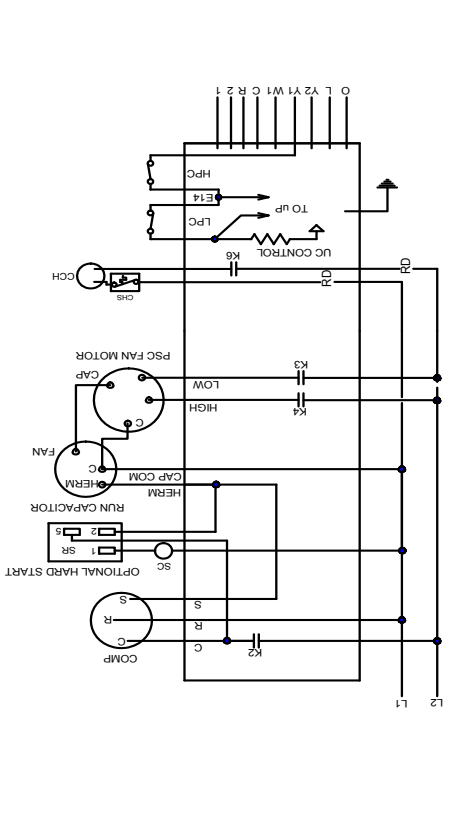 L2 L1
COMP
K2
C C
R R
S S
OPTIONAL HARD START
SC
1 SR
2 5
RUN CAPACITOR
HERM HERM
CAP COM C
FAN
C
K4 HIGH
LOW CAP
K3
PSC FAN MOTOR
CHS
RD
CCH
RD
K6
UC CONTROL
LPC
TO uP
E14
HPC
O L Y2 Y1 W1 C R 2 1